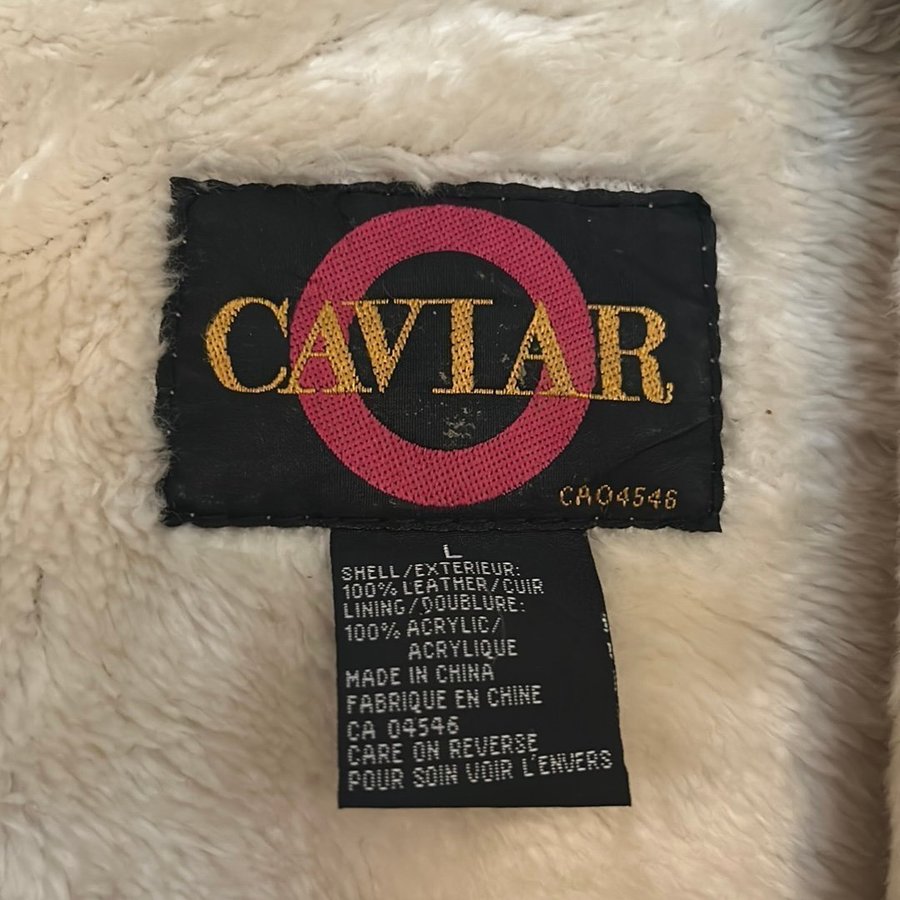 CAVIAR
CA04546
L
SHELL/EXTERIEUR:
100% LEATHER/CUIR
LINING/DOUBLURE:
100% ACRYLIC/
ACRYLIQUE
MADE IN CHINA
FABRIQUE EN CHINE
CA 04546
CARE ON REVERSE
POUR SOIN VOIR L'ENVERS